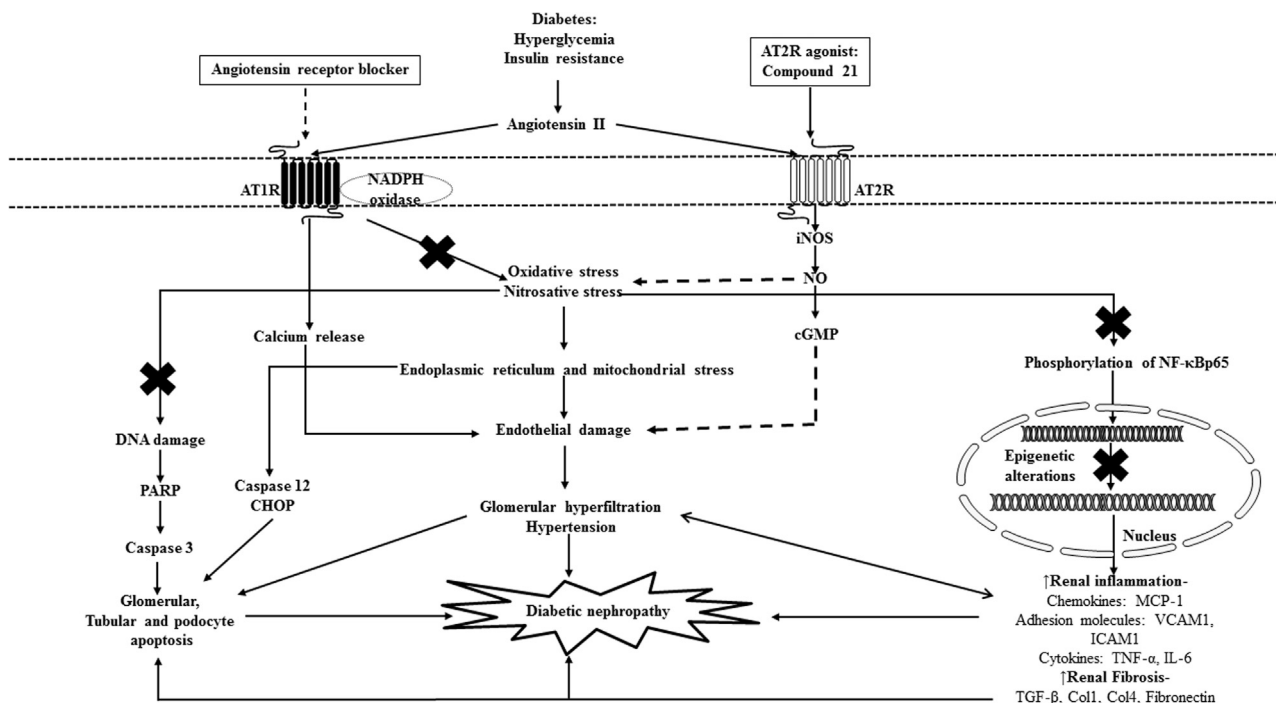 Diabetes:
Hyperglycemia
Insulin resistance
AT2R agonist:
Compound 21
Angiotensin receptor blocker
Angiotensin II
AT1R
NADPH
oxidase
AT2R
iNOS
Oxidative stress
Nitrosative stress
NO
Calcium release
cGMP
Endoplasmic reticulum and mitochondrial stress
Phosphorylation of NF-κBp65
DNA damage
Endothelial damage
Epigenetic
alterations
PARP
Caspase 12
CHOP
Glomerular hyperfiltration
Hypertension
Nucleus
Caspase 3
Glomerular,
Tubular and podocyte
apoptosis
Diabetic nephropathy
↑Renal inflammation-
Chemokines: MCP-1
Adhesion molecules: VCAM1,
ICAM1
Cytokines: TNF-α, IL-6
↑Renal Fibrosis-
TGF-β, Col1, Col4, Fibronectin